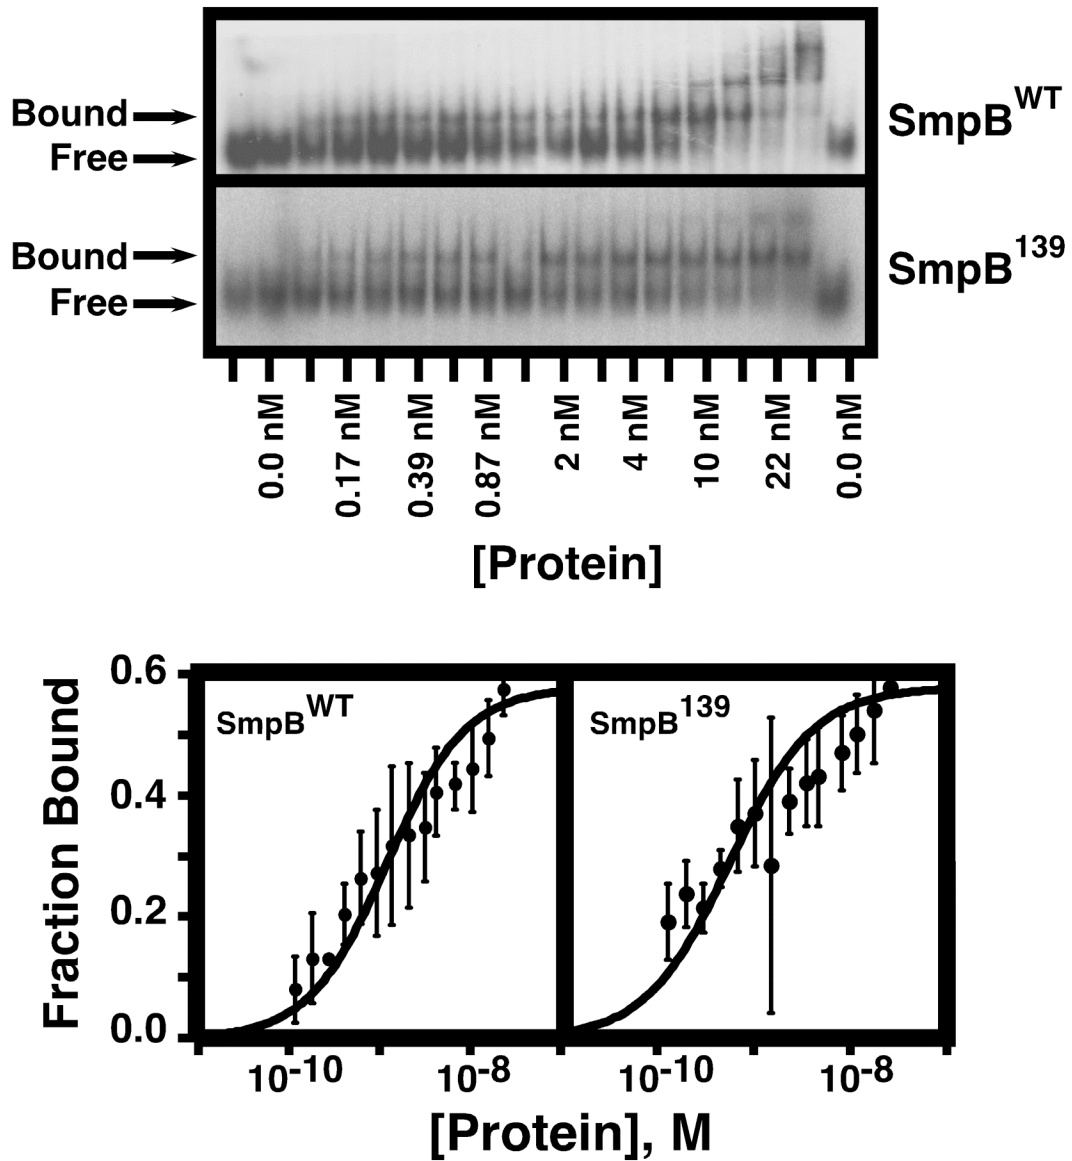 Bound
Free
SmpB^WT
Bound
Free
SmpB^139
0.0 nM
0.17 nM
0.39 nM
0.87 nM
2 nM
4 nM
10 nM
22 nM
0.0 nM
[Protein]
Fraction Bound
0.6
0.4
0.2
0.0
SmpB^WT
SmpB^139
10^-10
10^-8
10^-10
10^-8
[Protein], M